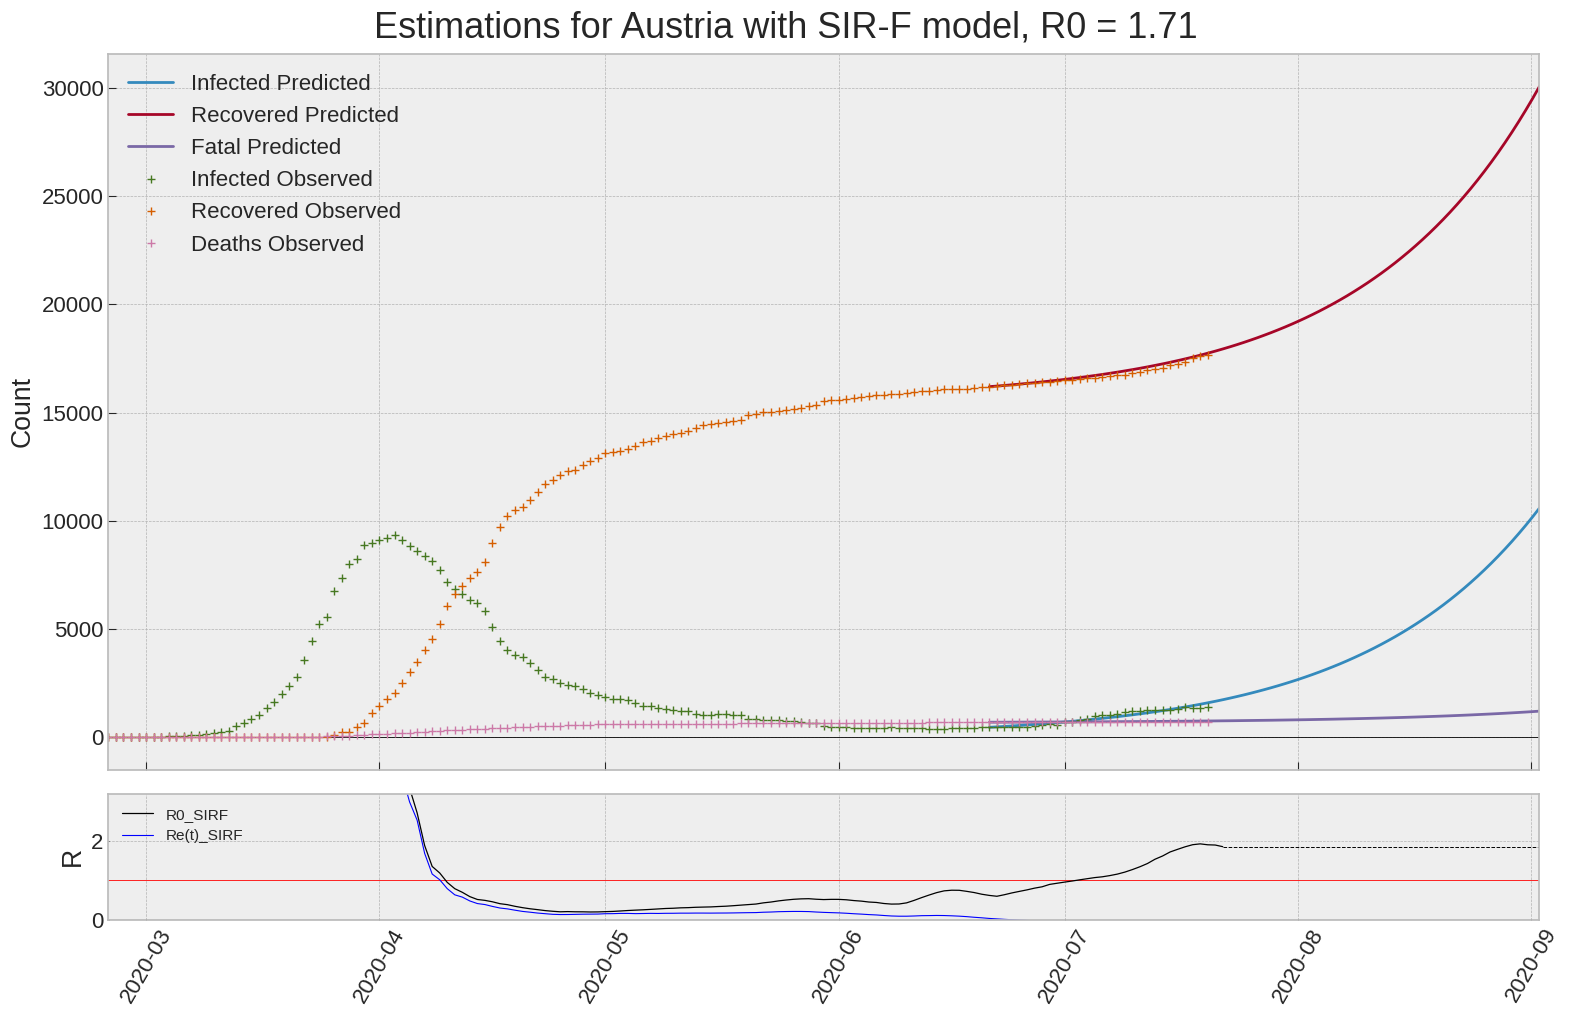 Estimations for Austria with SIR-F model, R0 = 1.71
Infected Predicted
Recovered Predicted
Fatal Predicted
Infected Observed
Recovered Observed
Deaths Observed
30000
25000
20000
15000
10000
5000
0
Count
R0_SIRF
Re(t)_SIRF
2
0
R
2020-03
2020-04
2020-05
2020-06
2020-07
2020-08
2020-09